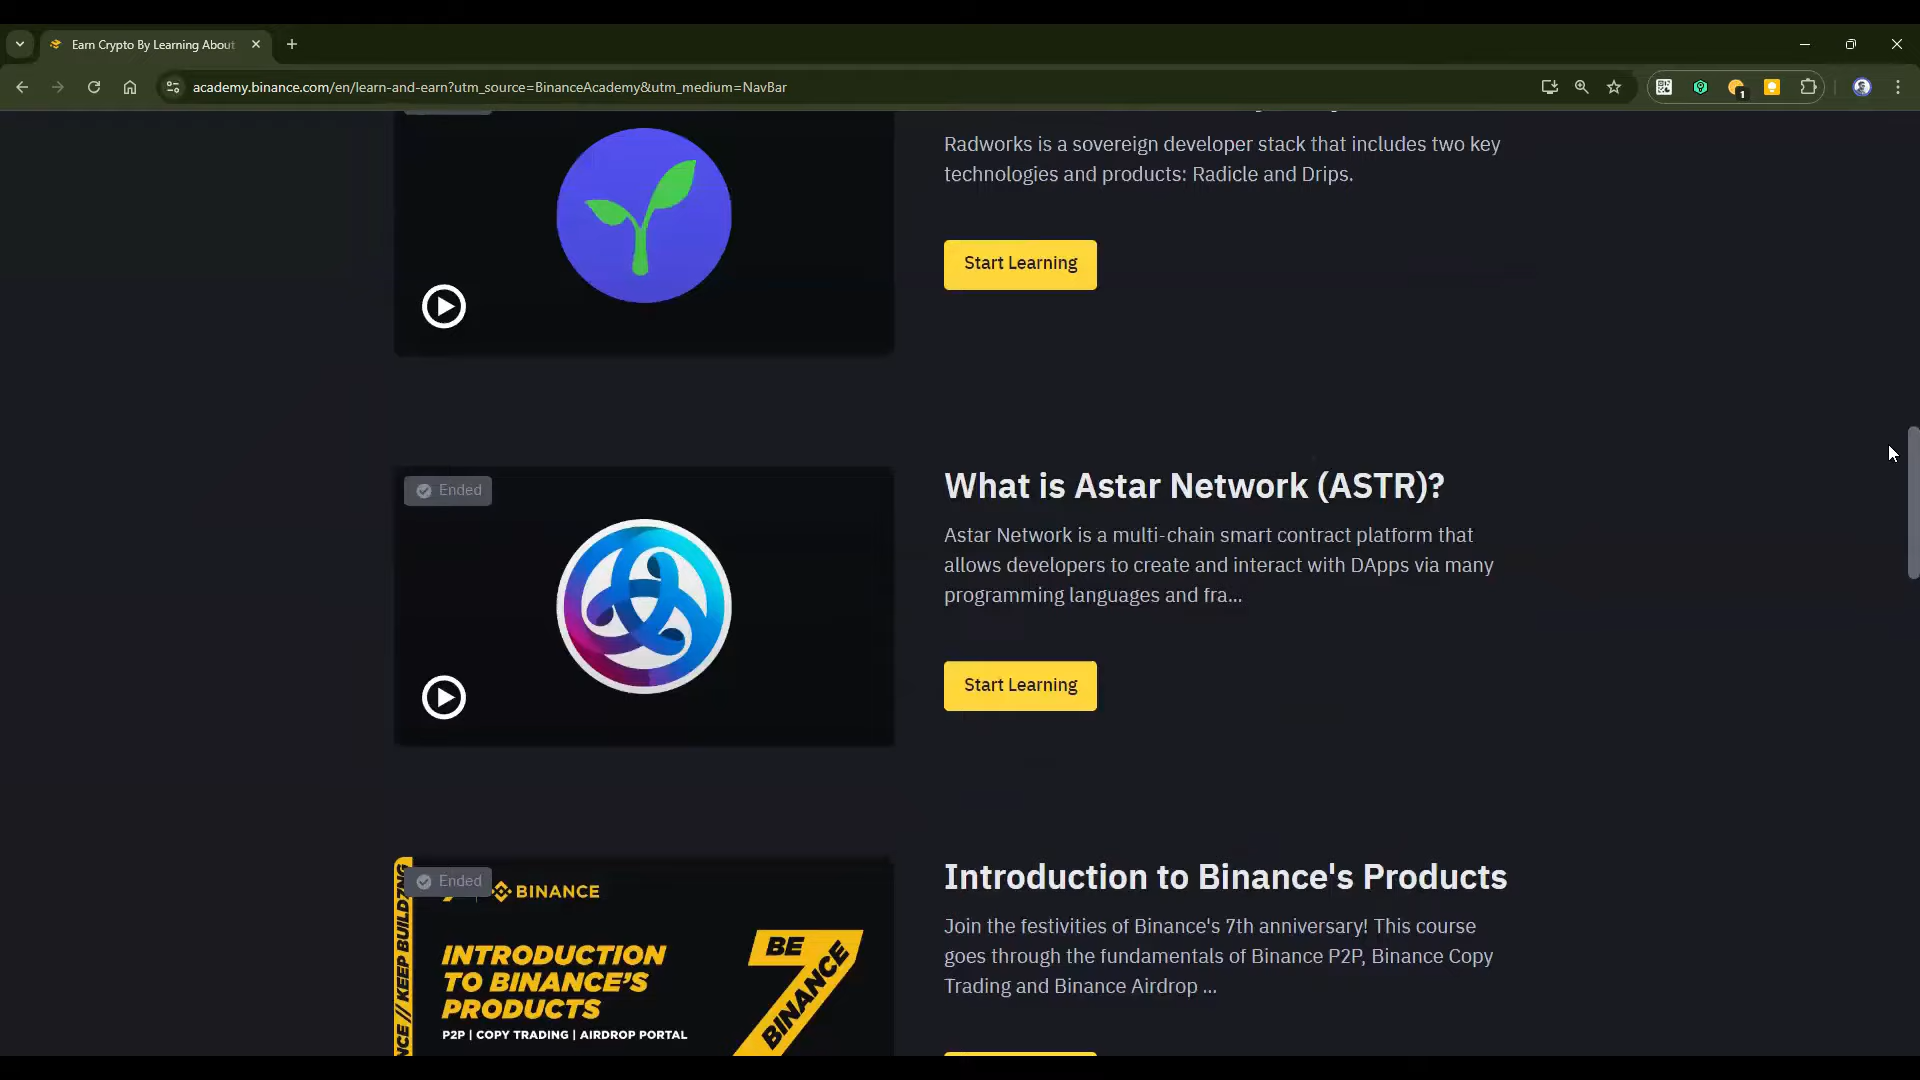 Earn Crypto By Learning About
academy.binance.com/en/learn-and-earn?utm_source=BinanceAcademy&utm_medium=NavBar
1
Radworks is a sovereign developer stack that includes two key
technologies and products: Radicle and Drips.
Start Learning
Ended
What is Astar Network (ASTR)?
Astar Network is a multi-chain smart contract platform that
allows developers to create and interact with DApps via many
programming languages and fra...
Start Learning
Ended
BINANCE
INTRODUCTION
TO BINANCE'S
PRODUCTS
P2P | COPY TRADING | AIRDROP PORTAL
BE
BINANCE
NCE // KEEP BUILDING
Introduction to Binance's Products
Join the festivities of Binance's 7th anniversary! This course
goes through the fundamentals of Binance P2P, Binance Copy
Trading and Binance Airdrop ...